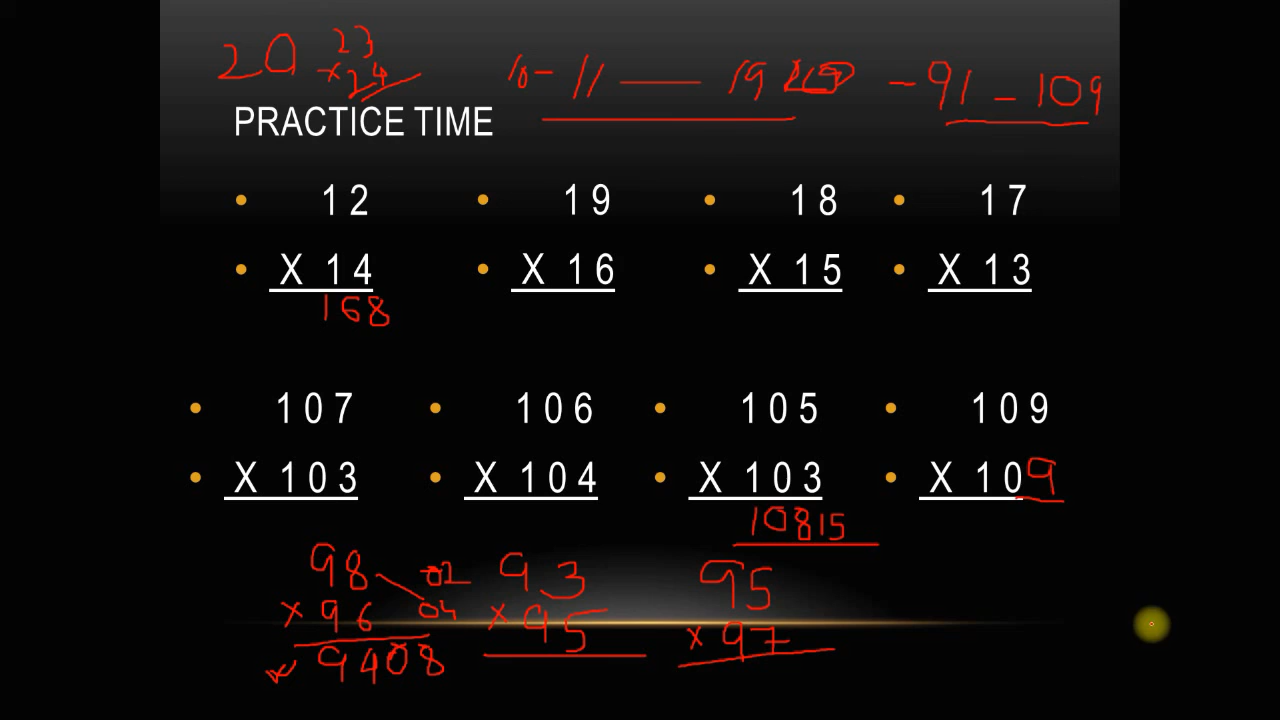 20 23
x 24
10- 11 — 19 - 91 - 109
PRACTICE TIME
• 12 • 19 • 18 • 17
• X 14 • X 16 • X 15 • X 13
168
• 107 • 106 • 105 • 109
• X 103 • X 104 • X 103 • X 109
10815
98 02 93 95
x 96 04 x 95 x 97
9408